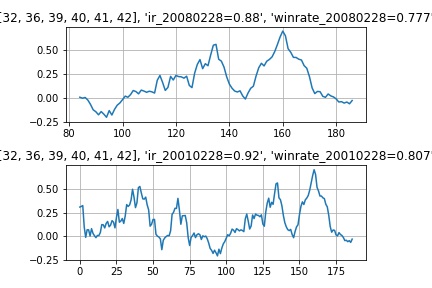 [32, 36, 39, 40, 41, 42], 'ir_20080228=0.88', 'winrate_20080228=0.777'
0.50
0.25
0.00
−0.25
80 100 120 140 160 180
[32, 36, 39, 40, 41, 42], 'ir_20010228=0.92', 'winrate_20010228=0.807'
0.50
0.25
0.00
−0.25
0 25 50 75 100 125 150 175